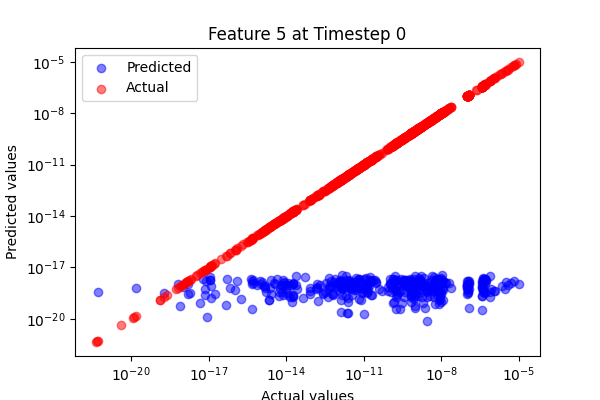 Feature 5 at Timestep 0
Predicted
Actual
Predicted values
10⁻⁵
10⁻⁸
10⁻¹¹
10⁻¹⁴
10⁻¹⁷
10⁻²⁰
10⁻²⁰ 10⁻¹⁷ 10⁻¹⁴ 10⁻¹¹ 10⁻⁸ 10⁻⁵
Actual values